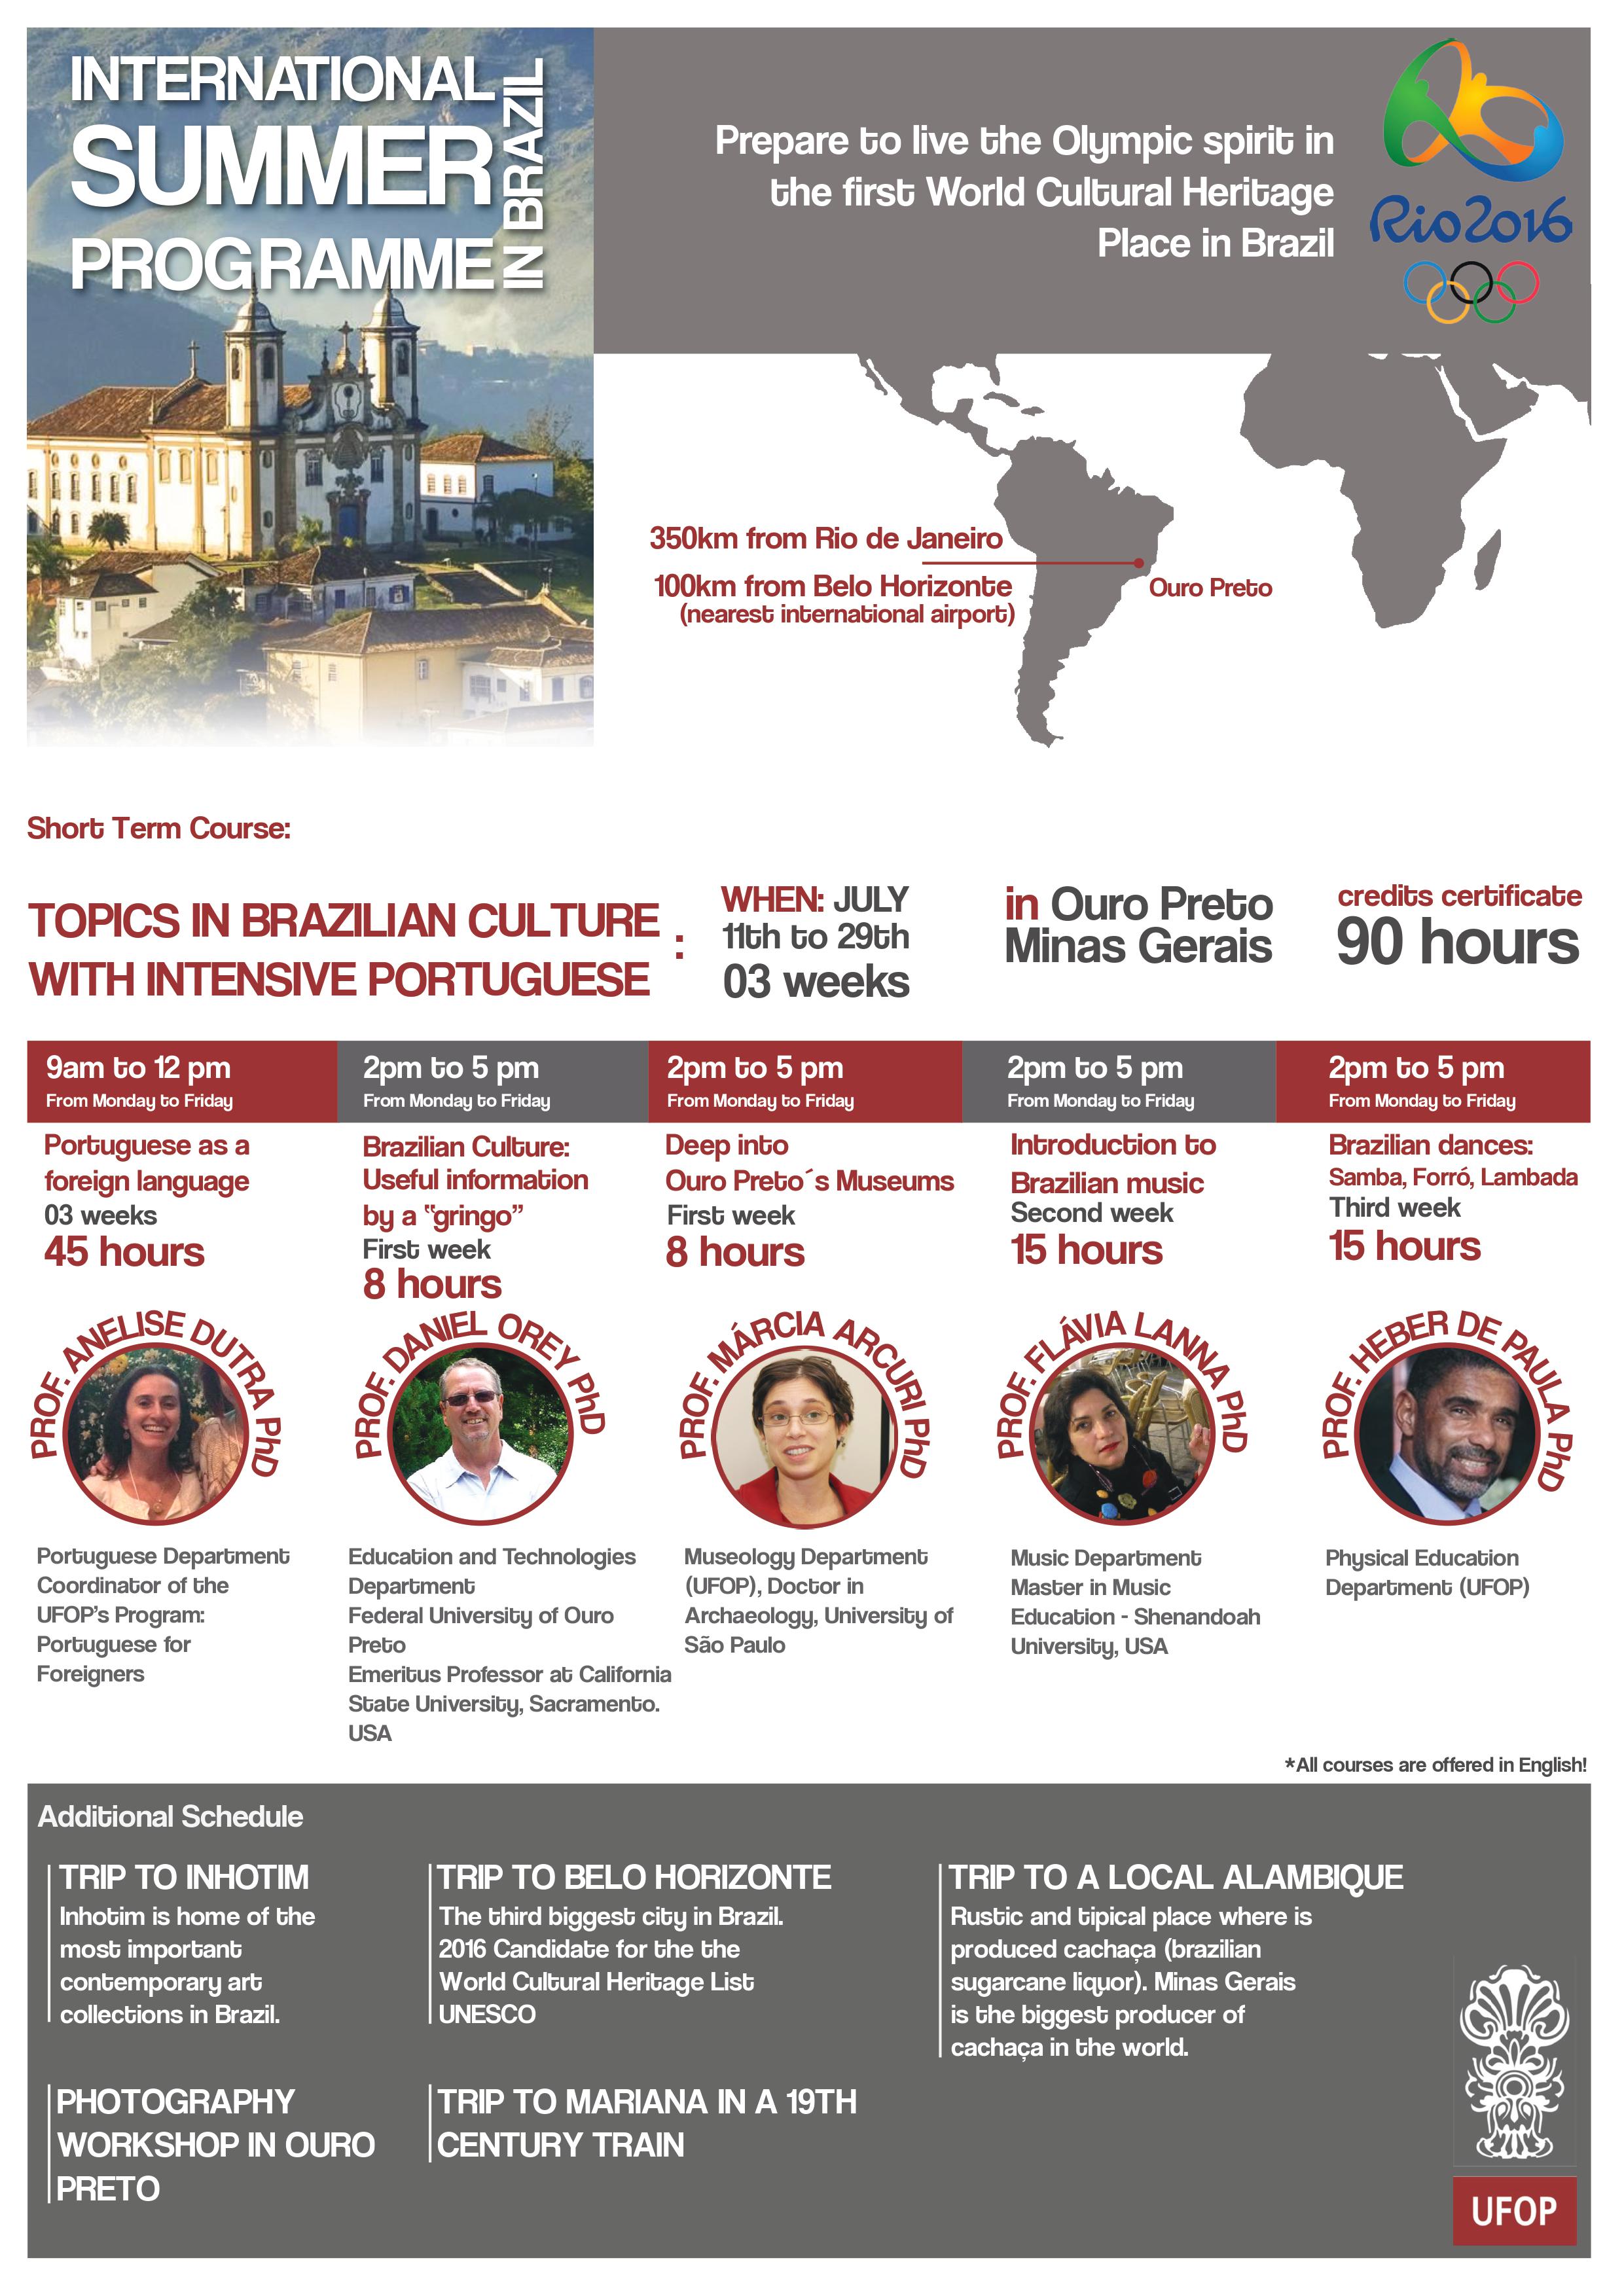 INTERNATIONAL
SUMMER
PROGRAMME
IN BRAZIL
Prepare to live the Olympic spirit in
the first World Cultural Heritage
Place in Brazil
Rio2016
350km from Rio de Janeiro
100km from Belo Horizonte
(nearest international airport)
Ouro Preto
Short Term Course:
TOPICS IN BRAZILIAN CULTURE
WITH INTENSIVE PORTUGUESE :
WHEN: JULY
11th to 29th
03 weeks
in Ouro Preto
Minas Gerais
credits certificate
90 hours
9am to 12 pm
From Monday to Friday
Portuguese as a
foreign language
03 weeks
45 hours
PROF. ANELISE DUTRA PhD
Portuguese Department
Coordinator of the
UFOP's Program:
Portuguese for
Foreigners
2pm to 5 pm
From Monday to Friday
Brazilian Culture:
Useful information
by a "gringo"
First week
8 hours
PROF. DANIEL OREY PhD
Education and Technologies
Department
Federal University of Ouro
Preto
Emeritus Professor at California
State University, Sacramento.
USA
2pm to 5 pm
From Monday to Friday
Deep into
Ouro Preto´s Museums
First week
8 hours
PROF. MÁRCIA ARCURI PhD
Museology Department
(UFOP), Doctor in
Archaeology, University of
São Paulo
2pm to 5 pm
From Monday to Friday
Introduction to
Brazilian music
Second week
15 hours
PROF. FLÁVIA LANNA PhD
Music Department
Master in Music
Education - Shenandoah
University, USA
2pm to 5 pm
From Monday to Friday
Brazilian dances:
Samba, Forró, Lambada
Third week
15 hours
PROF. HEBER DE PAULA PhD
Physical Education
Department (UFOP)
*All courses are offered in English!
Additional Schedule
TRIP TO INHOTIM
Inhotim is home of the
most important
contemporary art
collections in Brazil.
TRIP TO BELO HORIZONTE
The third biggest city in Brazil.
2016 Candidate for the the
World Cultural Heritage List
UNESCO
TRIP TO A LOCAL ALAMBIQUE
Rustic and tipical place where is
produced cachaça (brazilian
sugarcane liquor). Minas Gerais
is the biggest producer of
cachaça in the world.
PHOTOGRAPHY
WORKSHOP IN OURO
PRETO
TRIP TO MARIANA IN A 19TH
CENTURY TRAIN
UFOP